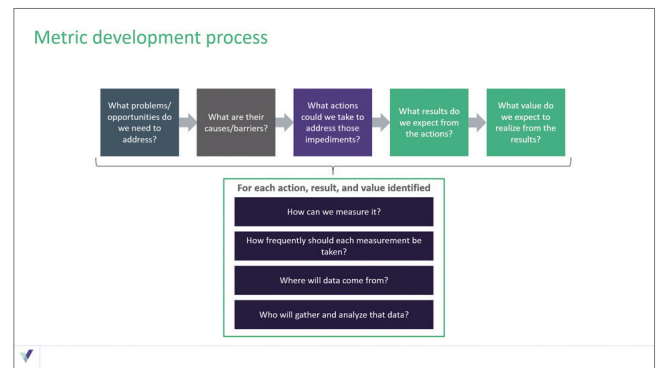 Metric development process
What problems/
opportunities do
we need to
address?
What are their
causes/barriers?
What actions
could we take to
address those
impediments?
What results do
we expect from
the actions?
What value do
we expect to
realize from the
results?
For each action, result, and value identified
How can we measure it?
How frequently should each measurement be
taken?
Where will data come from?
Who will gather and analyze that data?